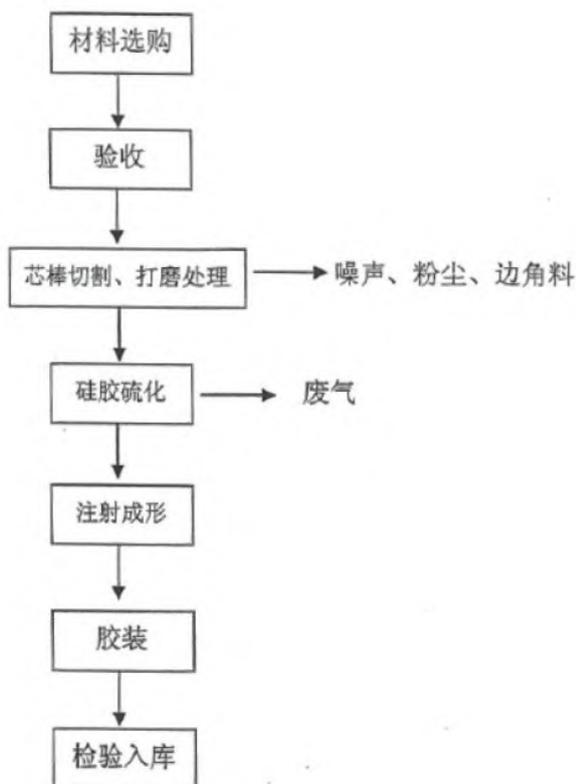 材料选购
验收
芯棒切割、打磨处理
噪声、粉尘、边角料
硅胶硫化
废气
注射成形
胶装
检验入库